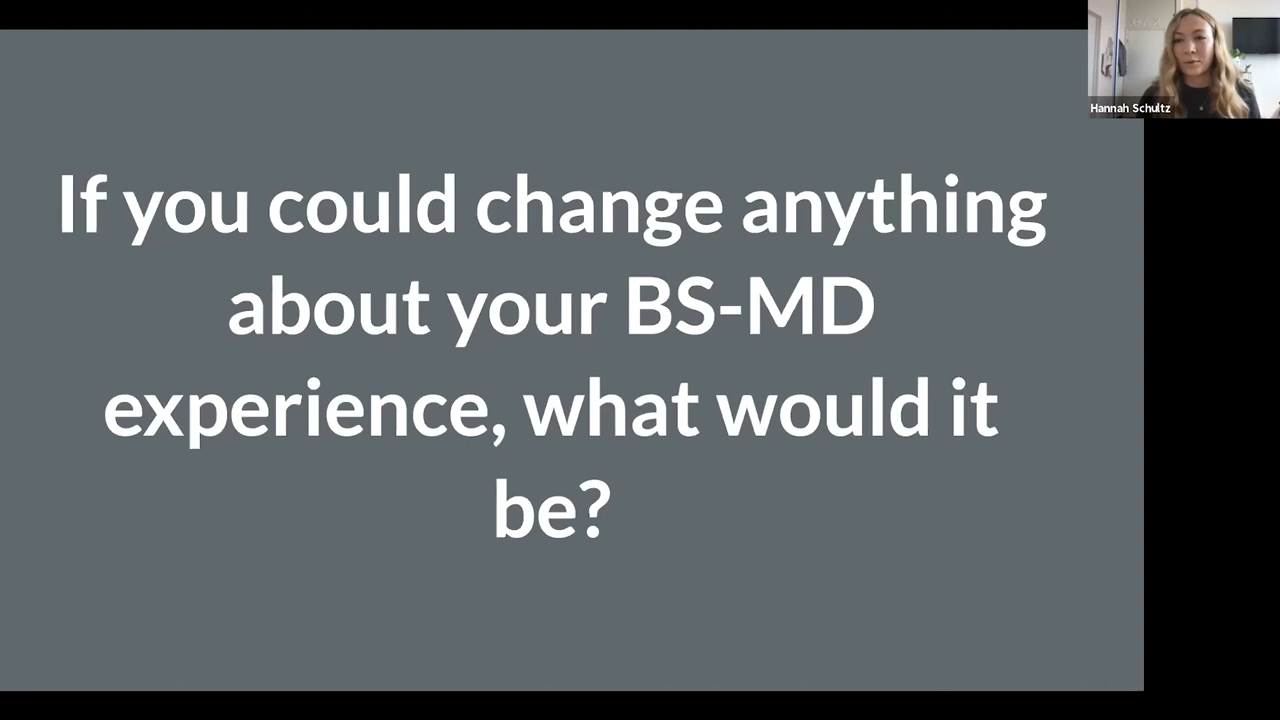 Hannah Schultz
If you could change anything
about your BS-MD
experience, what would it
be?